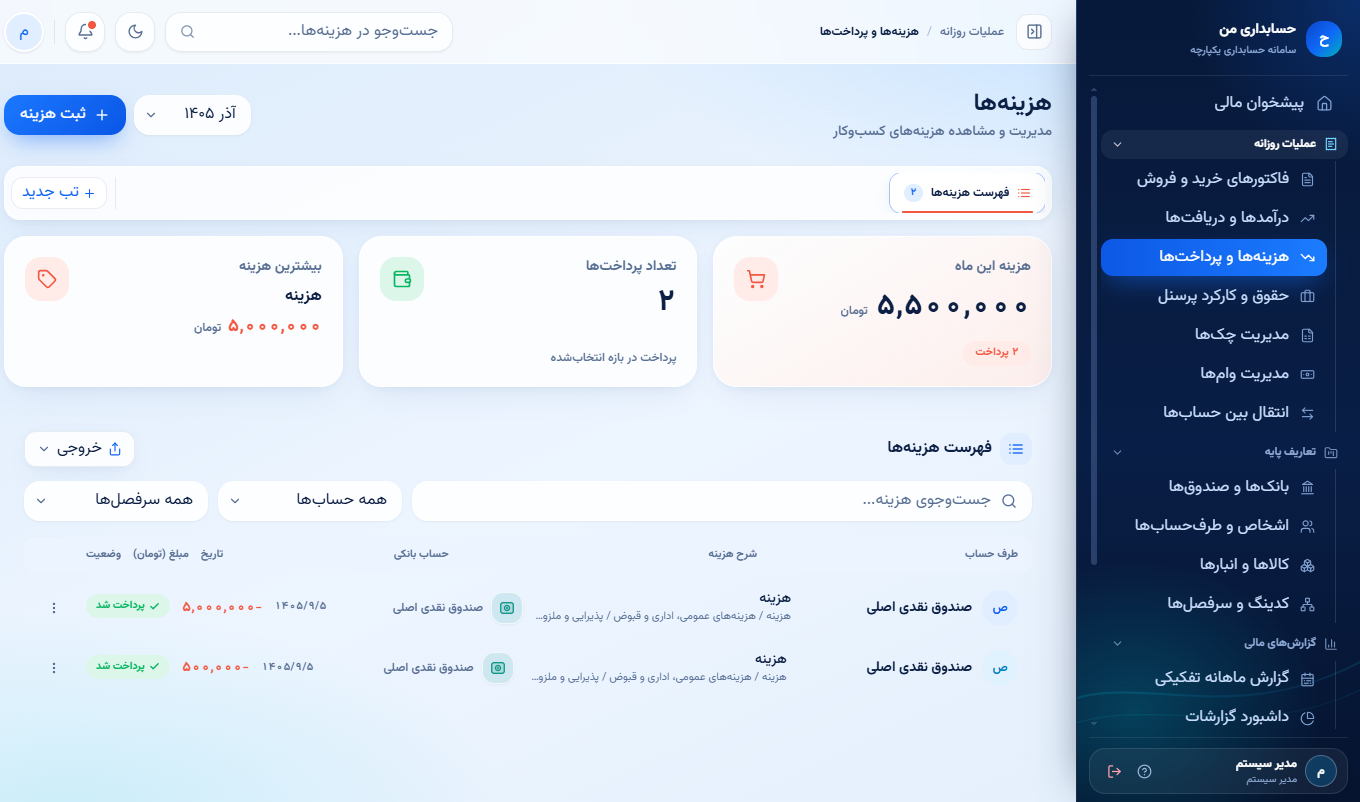 ح
حسابداری من
سامانه حسابداری یکپارچه
پیشخوان مالی
عملیات روزانه
فاکتورهای خرید و فروش
درآمدها و دریافت‌ها
هزینه‌ها و پرداخت‌ها
حقوق و کارکرد پرسنل
مدیریت چک‌ها
مدیریت وام‌ها
انتقال بین حساب‌ها
تعاریف پایه
بانک‌ها و صندوق‌ها
اشخاص و طرف‌حساب‌ها
کالاها و انبارها
کدینگ و سرفصل‌ها
گزارش‌های مالی
گزارش ماهانه تفکیکی
داشبورد گزارشات
م
مدیر سیستم
مدیر سیستم
عملیات روزانه / هزینه‌ها و پرداخت‌ها
جست‌وجو در هزینه‌ها...
م
هزینه‌ها
مدیریت و مشاهده هزینه‌های کسب‌وکار
آذر ۱۴۰۵
+ ثبت هزینه
فهرست هزینه‌ها ۲
+ تب جدید
هزینه این ماه
۵,۵۰۰,۰۰۰ تومان
۲ پرداخت
تعداد پرداخت‌ها
۲
پرداخت در بازه انتخاب‌شده
بیشترین هزینه
هزینه
۵,۰۰۰,۰۰۰ تومان
فهرست هزینه‌ها
خروجی
جست‌وجوی هزینه...
همه حساب‌ها
همه سرفصل‌ها
طرف حساب شرح هزینه حساب بانکی تاریخ مبلغ (تومان) وضعیت
ص صندوق نقدی اصلی
هزینه
هزینه / هزینه‌های عمومی، اداری و قبوض / پذیرایی و ملزو...
صندوق نقدی اصلی
۱۴۰۵/۹/۵
-۵,۰۰۰,۰۰۰
پرداخت شد
ص صندوق نقدی اصلی
هزینه
هزینه / هزینه‌های عمومی، اداری و قبوض / پذیرایی و ملزو...
صندوق نقدی اصلی
۱۴۰۵/۹/۵
-۵۰۰,۰۰۰
پرداخت شد